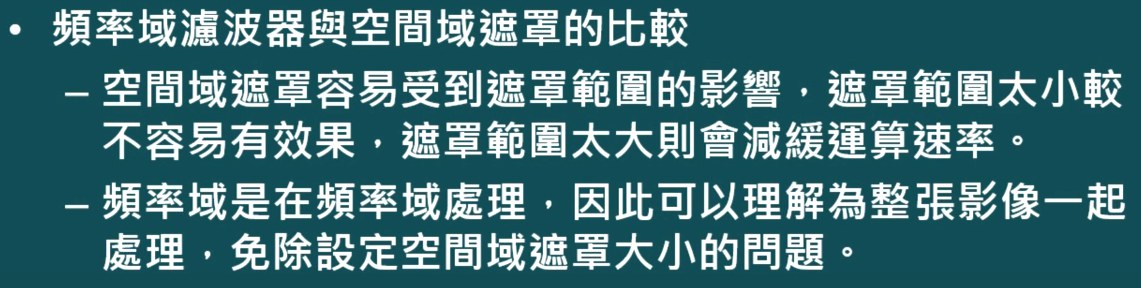 • 頻率域濾波器與空間域遮罩的比較
– 空間域遮罩容易受到遮罩範圍的影響，遮罩範圍太小較
不容易有效果，遮罩範圍太大則會減緩運算速率。
– 頻率域是在頻率域處理，因此可以理解為整張影像一起
處理，免除設定空間域遮罩大小的問題。